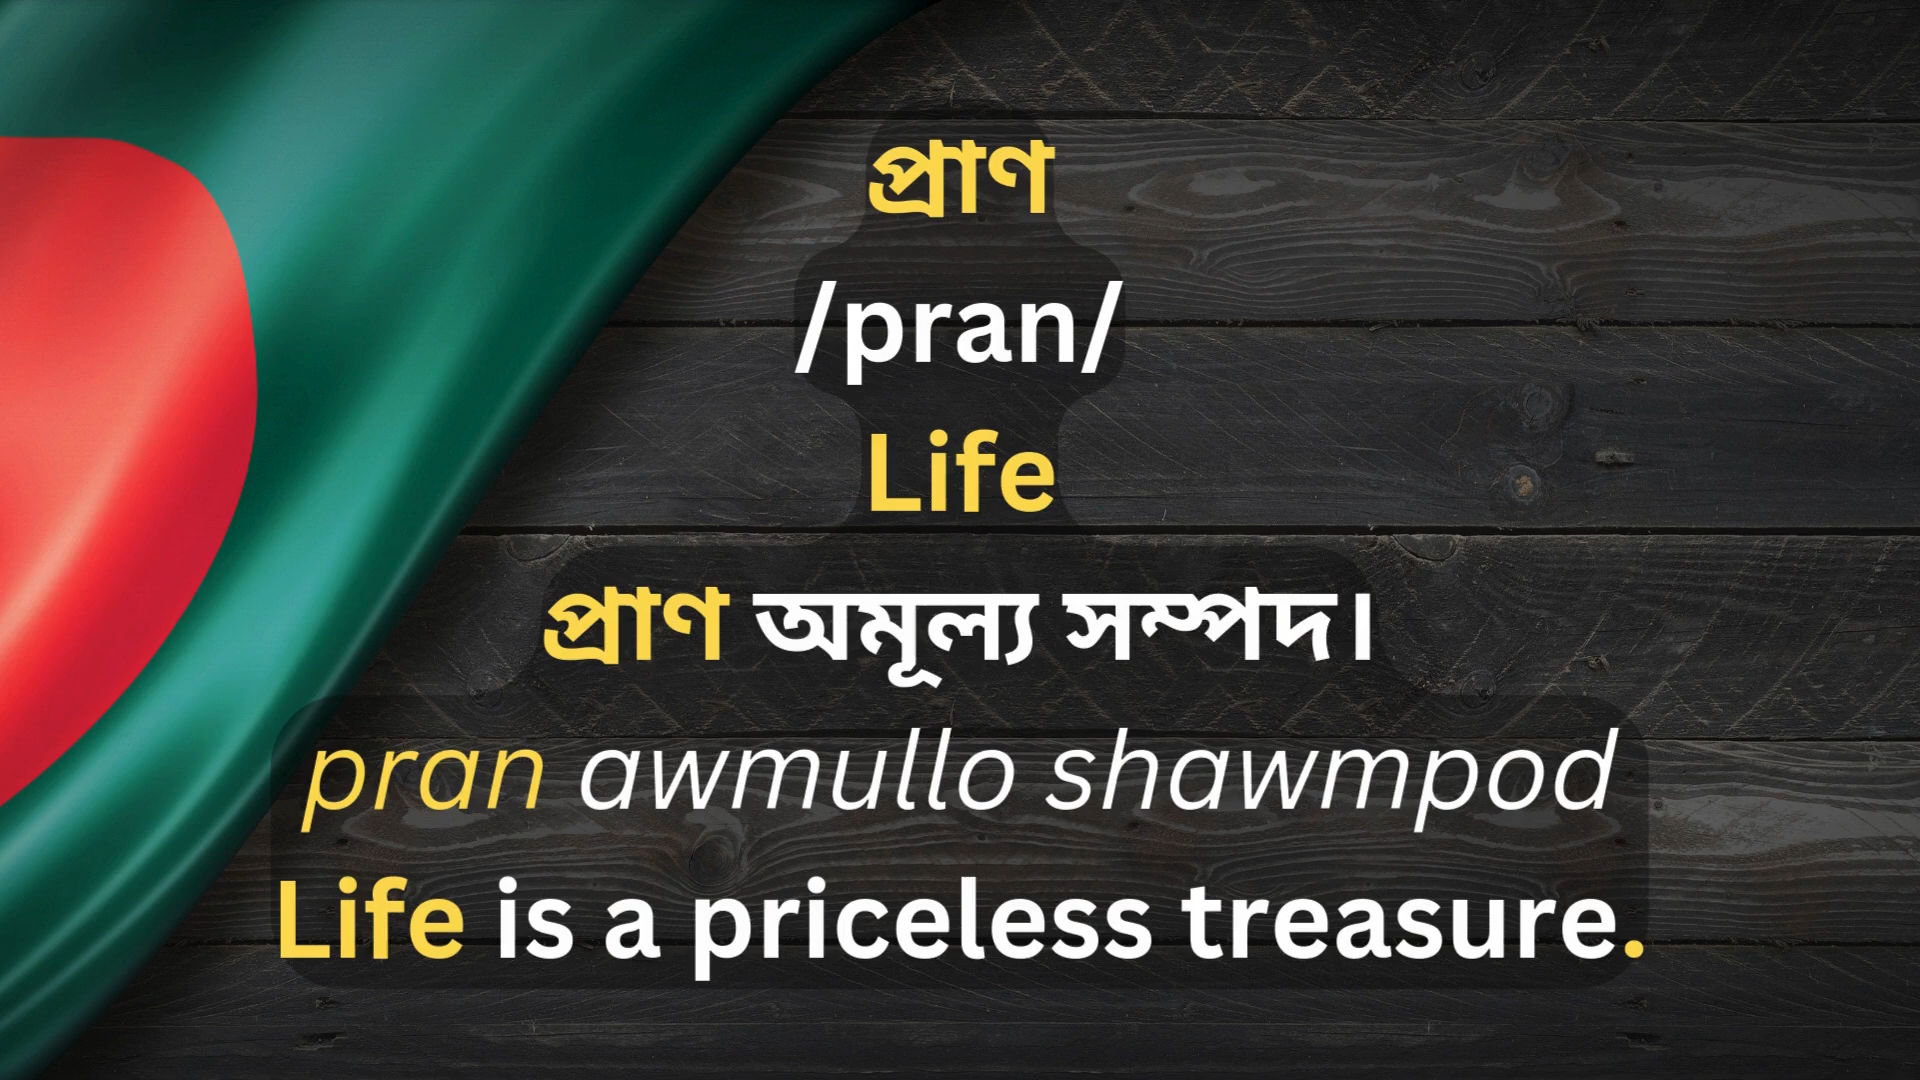 প্রাণ
/pran/
Life
প্রাণ অমূল্য সম্পদ।
pran awmullo shawmpod
Life is a priceless treasure.